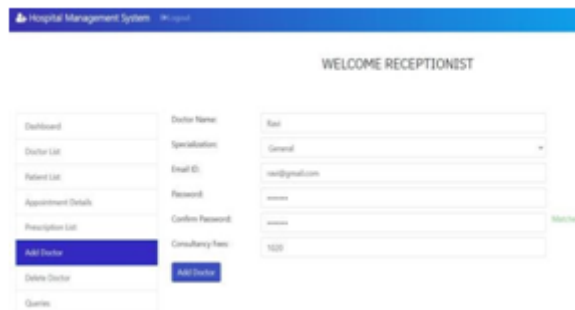 Hospital Management System Logout
WELCOME RECEPTIONIST
Dashboard
Doctor List
Patient List
Appointment Details
Prescription List
Add Doctor
Delete Doctor
Queries
Doctor Name: Ravi
Specialization: General
Email ID: ravi@gmail.com
Password:
Confirm Password:
Consultancy Fees: 1020
Add Doctor